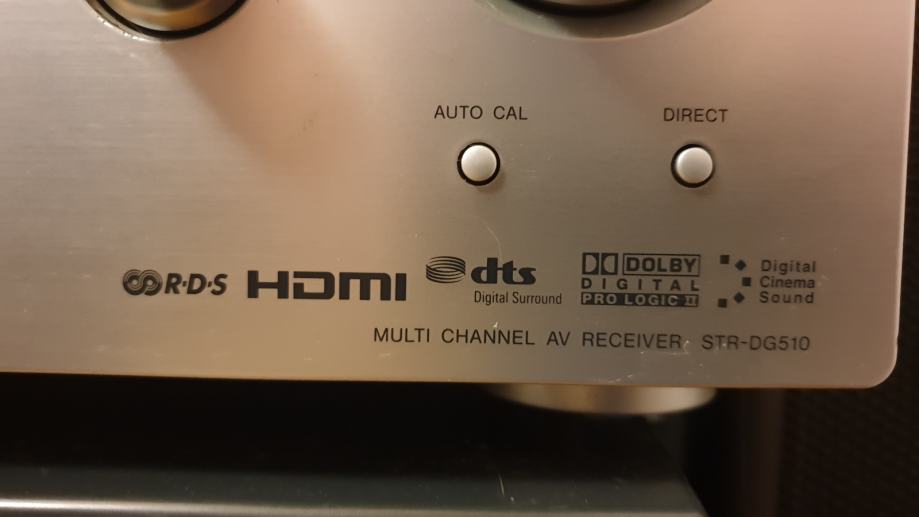 AUTO CAL DIRECT
R·D·S HDMI dts Digital Surround
DOLBY DIGITAL PRO LOGIC II
Digital Cinema Sound
MULTI CHANNEL AV RECEIVER STR-DG510